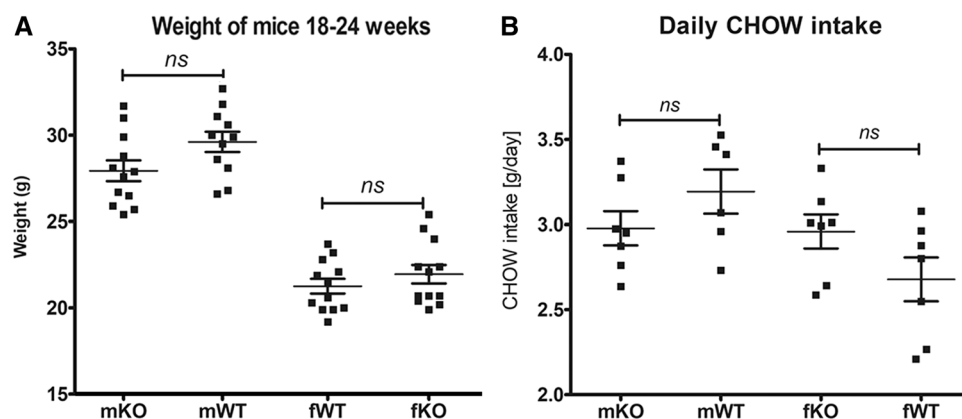 A
Weight of mice 18-24 weeks
Weight (g)
35
30
25
20
15
ns
ns
mKO mWT fWT fKO
B
Daily CHOW intake
CHOW intake [g/day]
4.0
3.5
3.0
2.5
2.0
ns
ns
mKO mWT fKO fWT